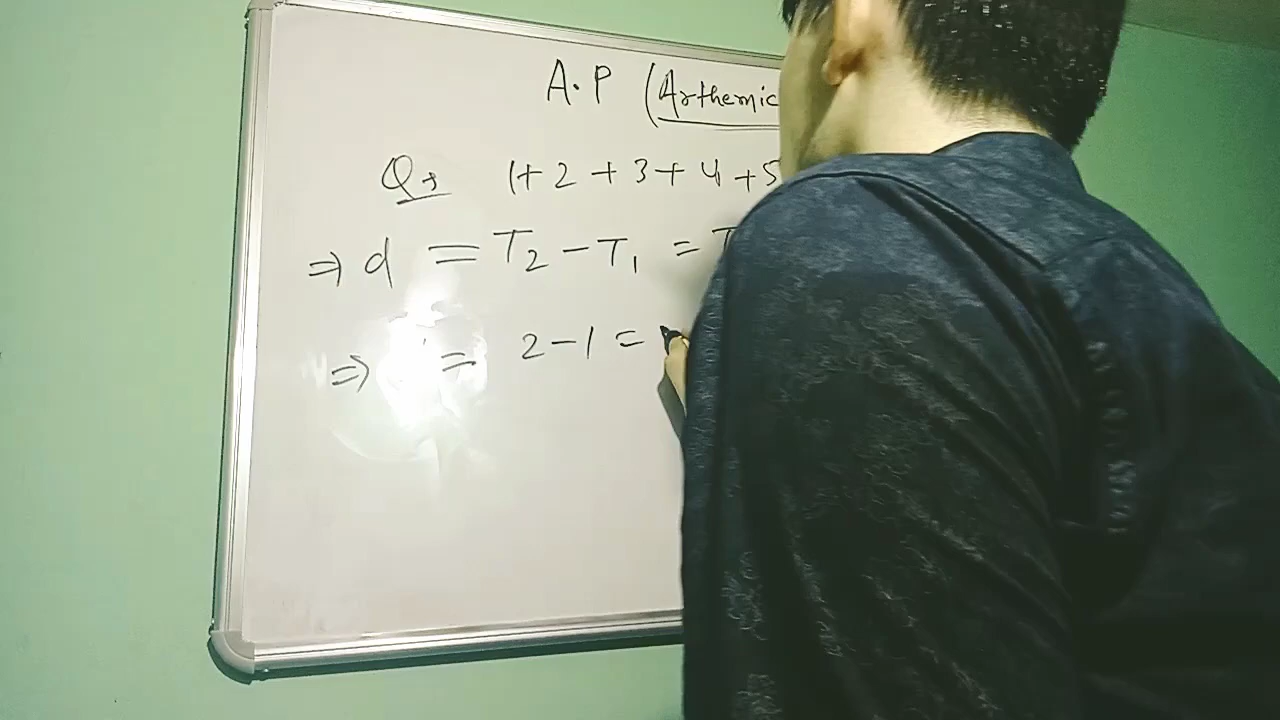 A.P (Arthemic
Q→ 1+2+3+4+5
⇒ d = T₂ - T₁ = T
⇒ = 2-1 =